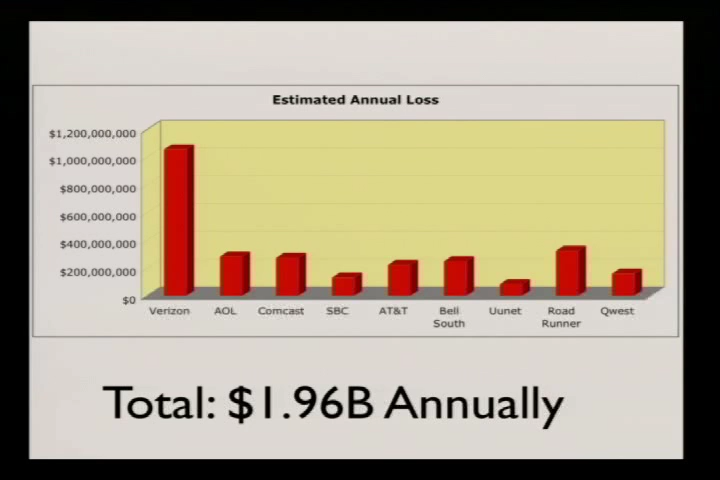 Estimated Annual Loss
$1,200,000,000
$1,000,000,000
$800,000,000
$600,000,000
$400,000,000
$200,000,000
$0
Verizon AOL Comcast SBC AT&T Bell South Uunet Road Runner Qwest
Total: $1.96B Annually